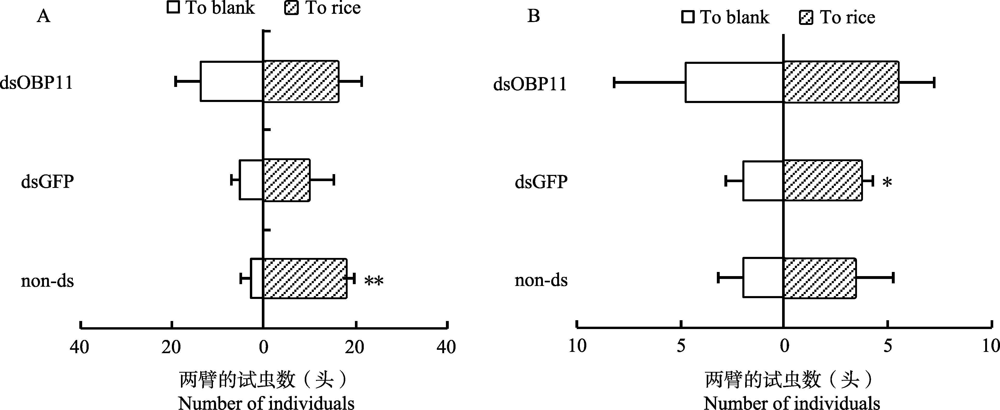 A
To blank To rice
dsOBP11
dsGFP
non-ds
**
40 20 0 20 40
两臂的试虫数（头）
Number of individuals
B
To blank To rice
dsOBP11
dsGFP
*
non-ds
10 5 0 5 10
两臂的试虫数（头）
Number of individuals